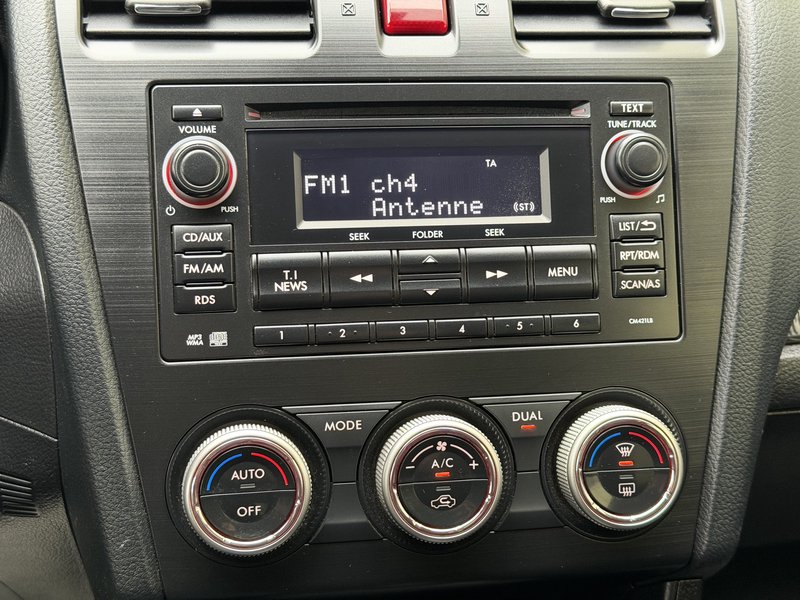 TEXT
VOLUME
TUNE/TRACK
TA
FM1 ch4
Antenne
(ST)
PUSH
PUSH
SEEK
FOLDER
SEEK
CD/AUX
LIST/
FM/AM
T.I
NEWS
MENU
RPT/RDM
RDS
SCAN/A.S
1
2
3
4
5
6
CM421LB
MP3
WMA
MODE
DUAL
AUTO
OFF
A/C
- +